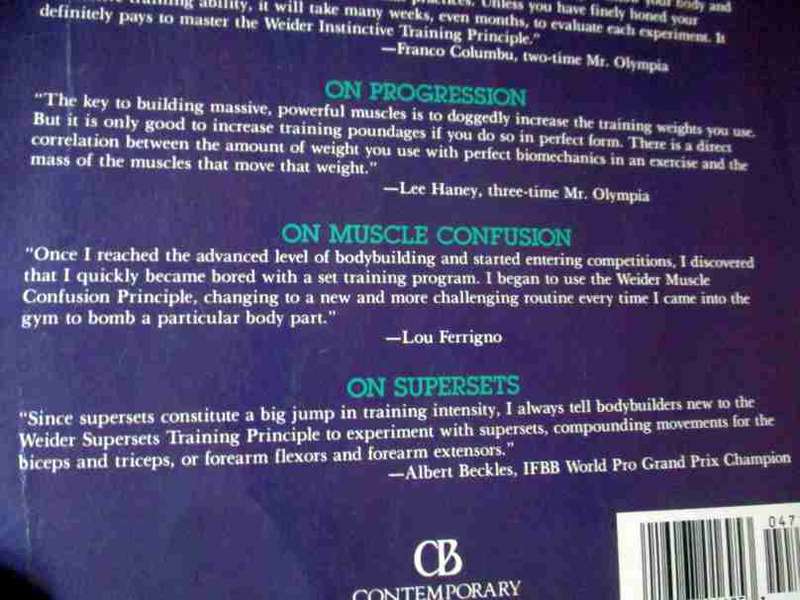 practices. Unless you have finely honed your body and
training ability, it will take many weeks, even months, to evaluate each experiment. It
definitely pays to master the Weider Instinctive Training Principle."
—Franco Columbu, two-time Mr. Olympia
ON PROGRESSION
"The key to building massive, powerful muscles is to doggedly increase the training weights you use.
But it is only good to increase training poundages if you do so in perfect form. There is a direct
correlation between the amount of weight you use with perfect biomechanics in an exercise and the
mass of the muscles that move that weight."
—Lee Haney, three-time Mr. Olympia
ON MUSCLE CONFUSION
"Once I reached the advanced level of bodybuilding and started entering competitions, I discovered
that I quickly became bored with a set training program. I began to use the Weider Muscle
Confusion Principle, changing to a new and more challenging routine every time I came into the
gym to bomb a particular body part."
—Lou Ferrigno
ON SUPERSETS
"Since supersets constitute a big jump in training intensity, I always tell bodybuilders new to the
Weider Supersets Training Principle to experiment with supersets, compounding movements for the
biceps and triceps, or forearm flexors and forearm extensors."
—Albert Beckles, IFBB World Pro Grand Prix Champion
047
CB
CONTEMPORARY